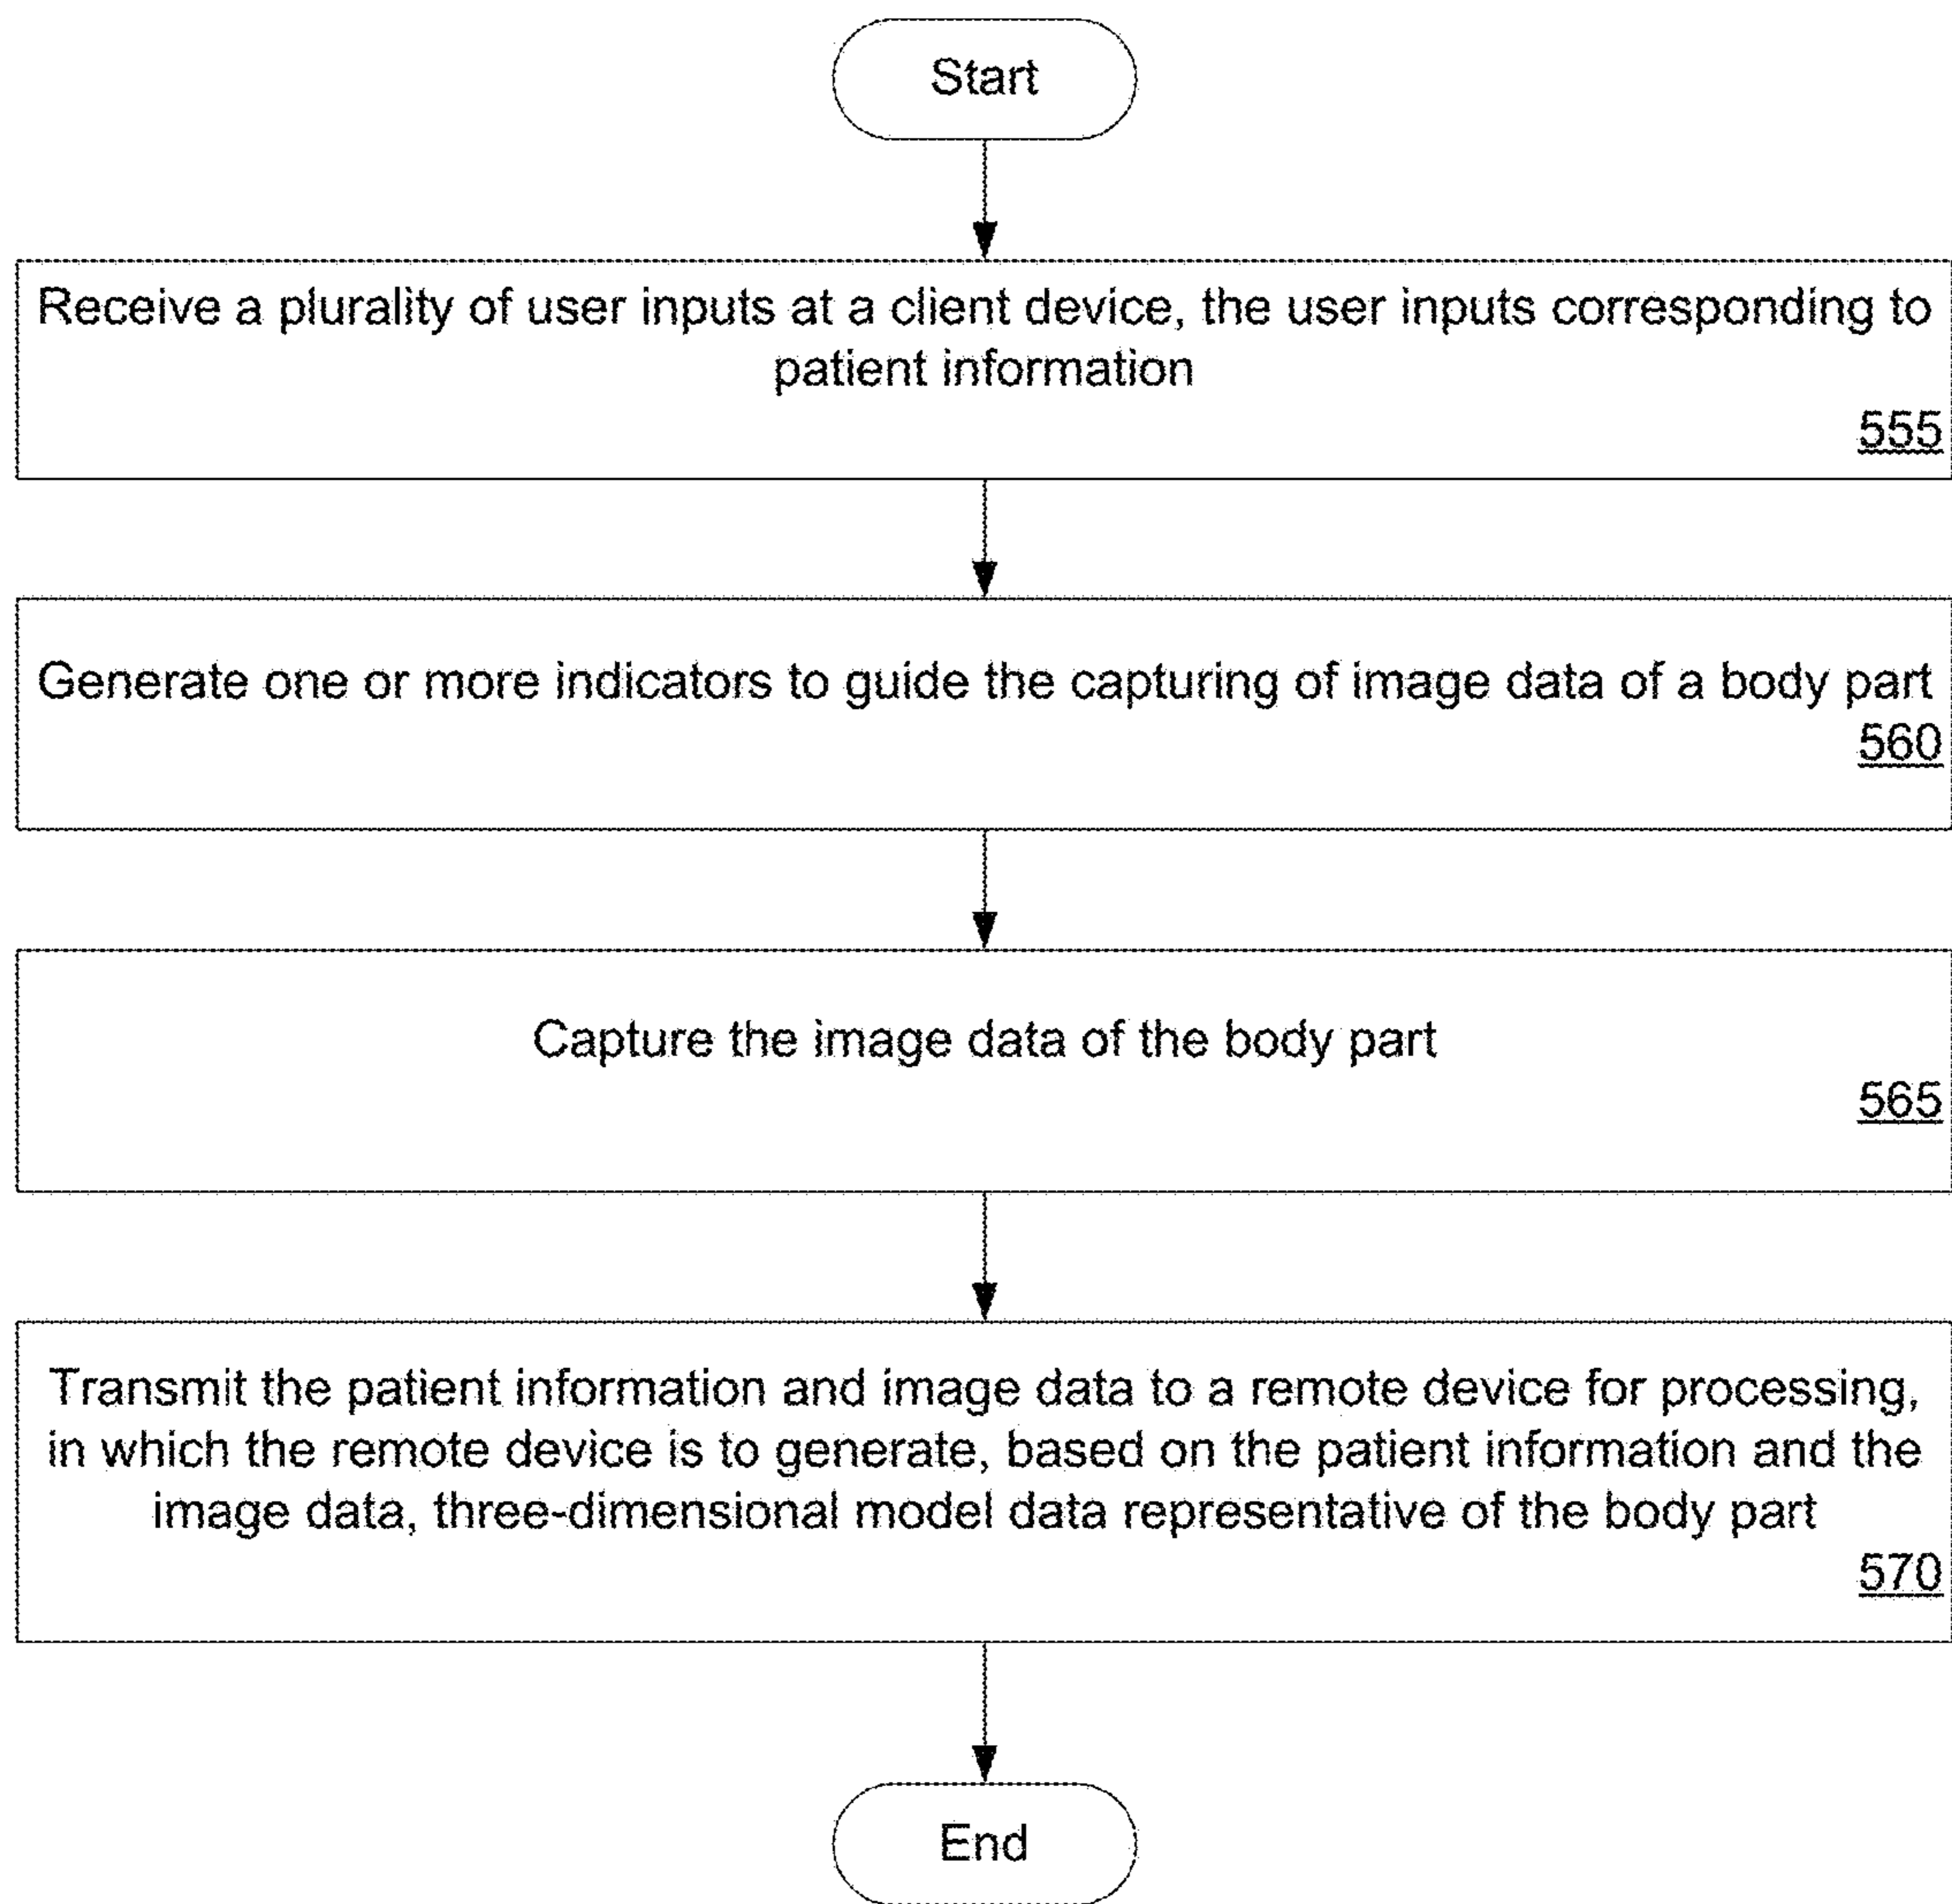 Start
Receive a plurality of user inputs at a client device, the user inputs corresponding to
patient information
555
Generate one or more indicators to guide the capturing of image data of a body part
560
Capture the image data of the body part
565
Transmit the patient information and image data to a remote device for processing,
in which the remote device is to generate, based on the patient information and the
image data, three-dimensional model data representative of the body part
570
End